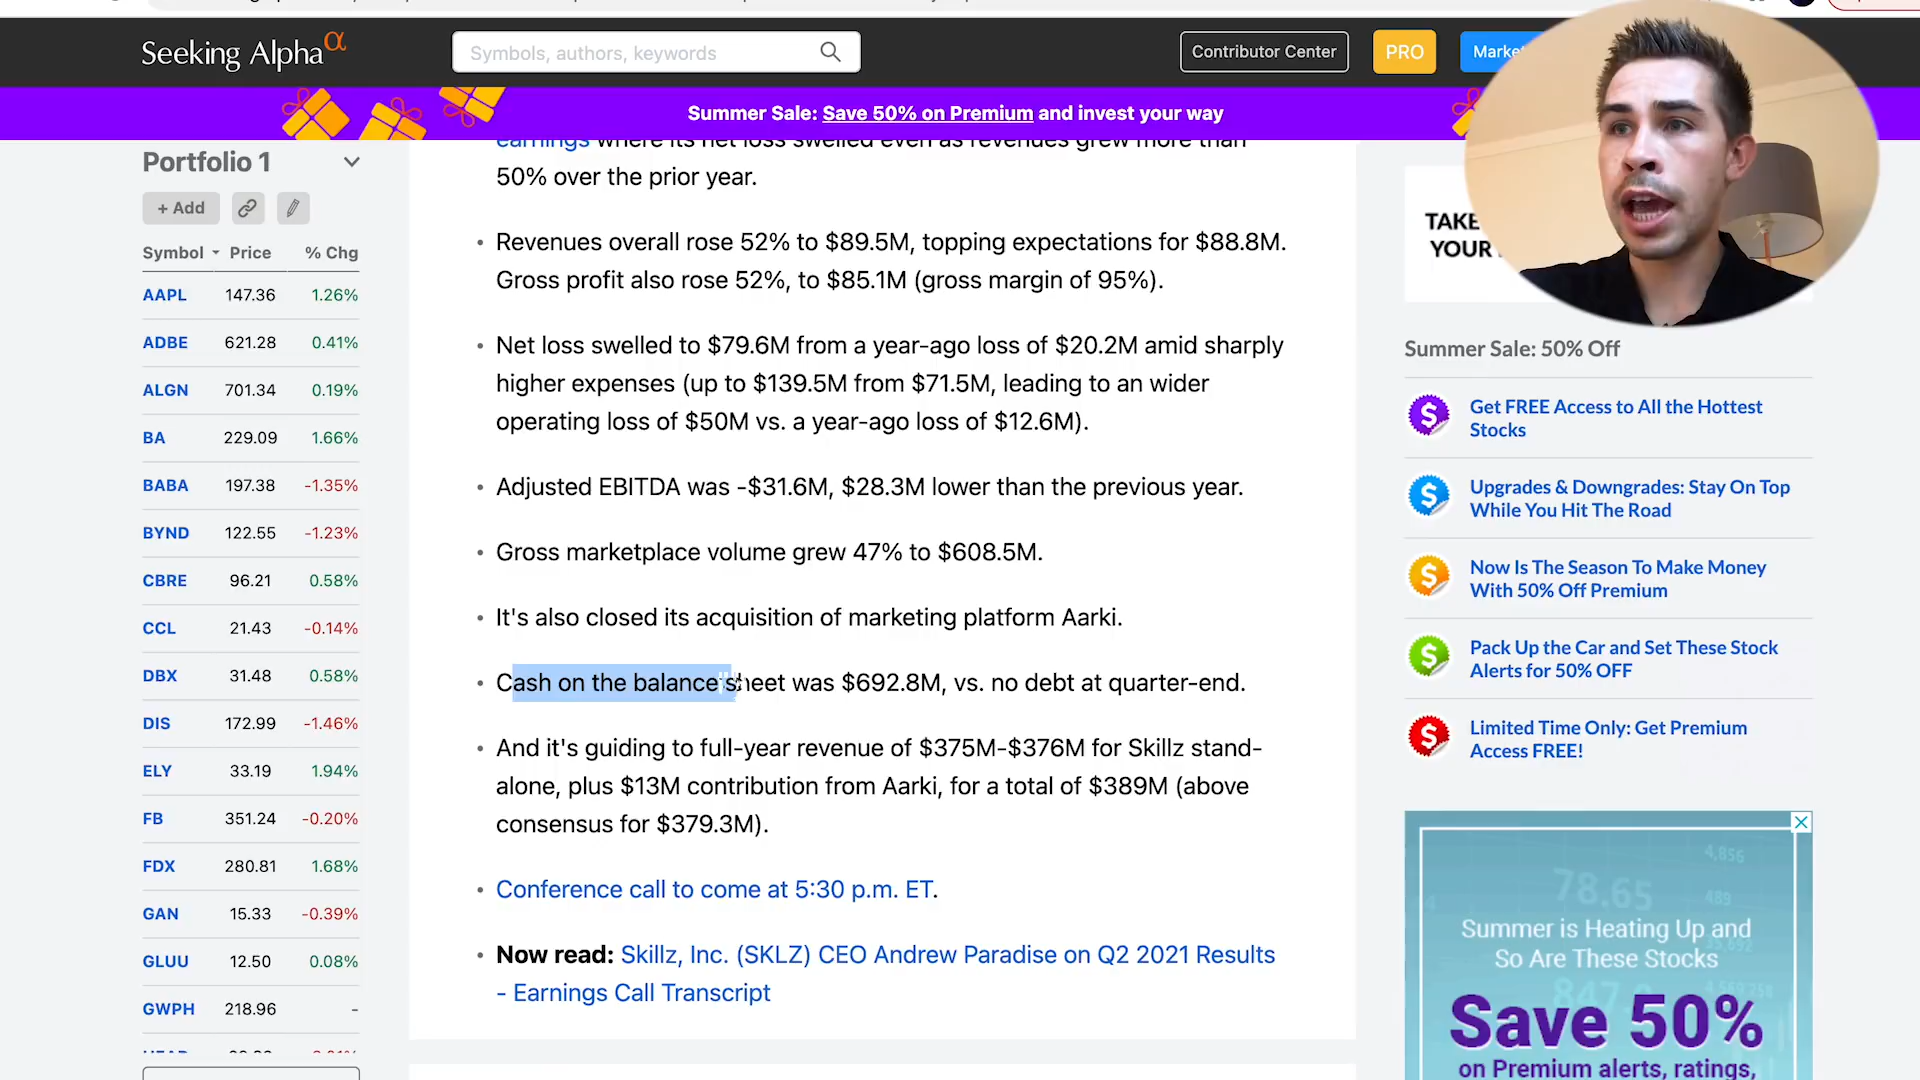 Seeking Alpha α
Symbols, authors, keywords
Contributor Center
PRO
Summer Sale: Save 50% on Premium and invest your way
Portfolio 1
+ Add
Symbol Price % Chg
AAPL 147.36 1.26%
ADBE 621.28 0.41%
ALGN 701.34 0.19%
BA 229.09 1.66%
BABA 197.38 -1.35%
BYND 122.55 -1.23%
CBRE 96.21 0.58%
CCL 21.43 -0.14%
DBX 31.48 0.58%
DIS 172.99 -1.46%
ELY 33.19 1.94%
FB 351.24 -0.20%
FDX 280.81 1.68%
GAN 15.33 -0.39%
GLUU 12.50 0.08%
GWPH 218.96 -
earnings where its net loss swelled even as revenues grew more than
50% over the prior year.
• Revenues overall rose 52% to $89.5M, topping expectations for $88.8M.
Gross profit also rose 52%, to $85.1M (gross margin of 95%).
• Net loss swelled to $79.6M from a year-ago loss of $20.2M amid sharply
higher expenses (up to $139.5M from $71.5M, leading to an wider
operating loss of $50M vs. a year-ago loss of $12.6M).
• Adjusted EBITDA was -$31.6M, $28.3M lower than the previous year.
• Gross marketplace volume grew 47% to $608.5M.
• It's also closed its acquisition of marketing platform Aarki.
• Cash on the balance sheet was $692.8M, vs. no debt at quarter-end.
• And it's guiding to full-year revenue of $375M-$376M for Skillz stand-
alone, plus $13M contribution from Aarki, for a total of $389M (above
consensus for $379.3M).
• Conference call to come at 5:30 p.m. ET.
• Now read: Skillz, Inc. (SKLZ) CEO Andrew Paradise on Q2 2021 Results
- Earnings Call Transcript
TAKE
YOUR
Summer Sale: 50% Off
Get FREE Access to All the Hottest
Stocks
Upgrades & Downgrades: Stay On Top
While You Hit The Road
Now Is The Season To Make Money
With 50% Off Premium
Pack Up the Car and Set These Stock
Alerts for 50% OFF
Limited Time Only: Get Premium
Access FREE!
4,856
78.65
489
Summer is Heating Up and
So Are These Stocks
Save 50%
on Premium alerts, ratings,